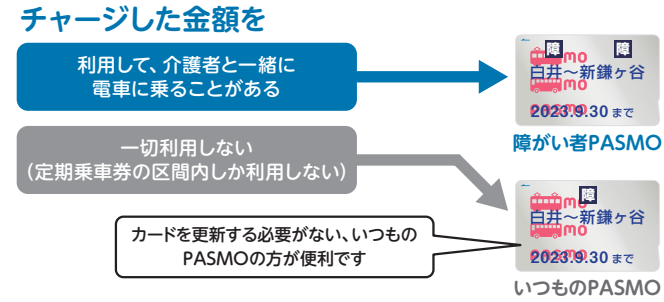 チャージした金額を
利用して、介護者と一緒に
電車に乗ることがある
障 障
白井〜新鎌ヶ谷
2023.9.30 まで
障がい者PASMO
一切利用しない
（定期乗車券の区間内しか利用しない）
障
白井〜新鎌ヶ谷
2023.9.30 まで
カードを更新する必要がない、いつもの
PASMOの方が便利です
いつものPASMO